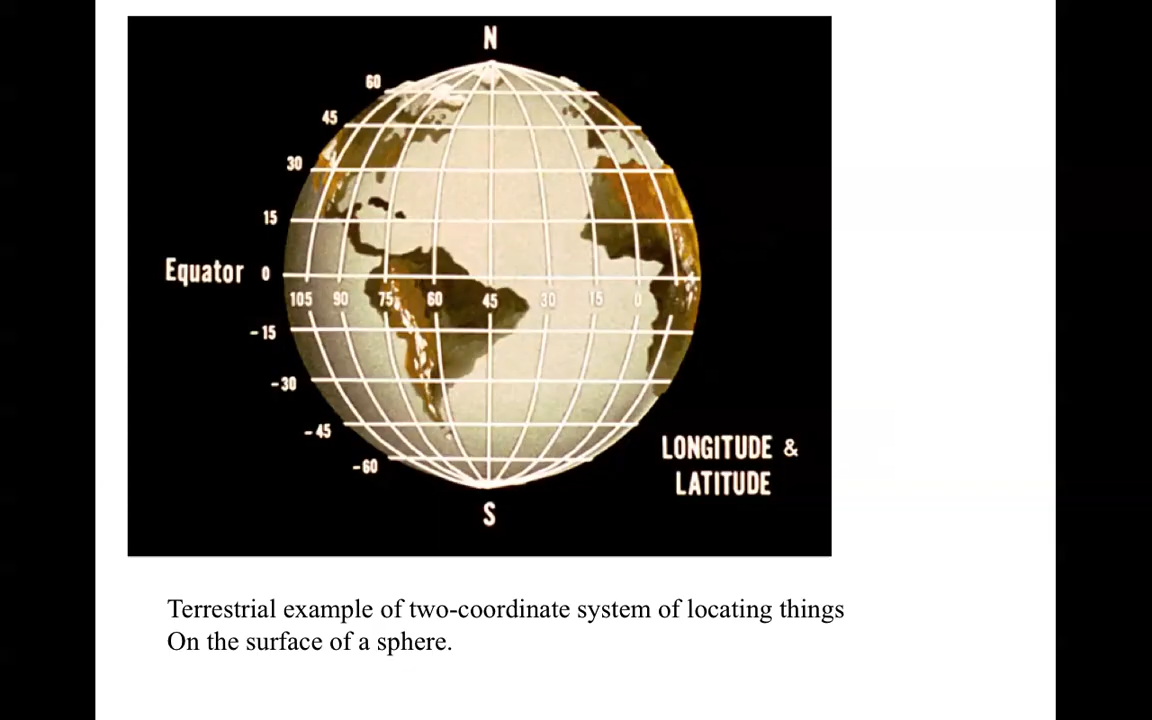 N
60
45
30
15
Equator 0
105 90 75 60 45 30 15 0
-15
-30
-45
-60
LONGITUDE &
LATITUDE
S
Terrestrial example of two-coordinate system of locating things
On the surface of a sphere.